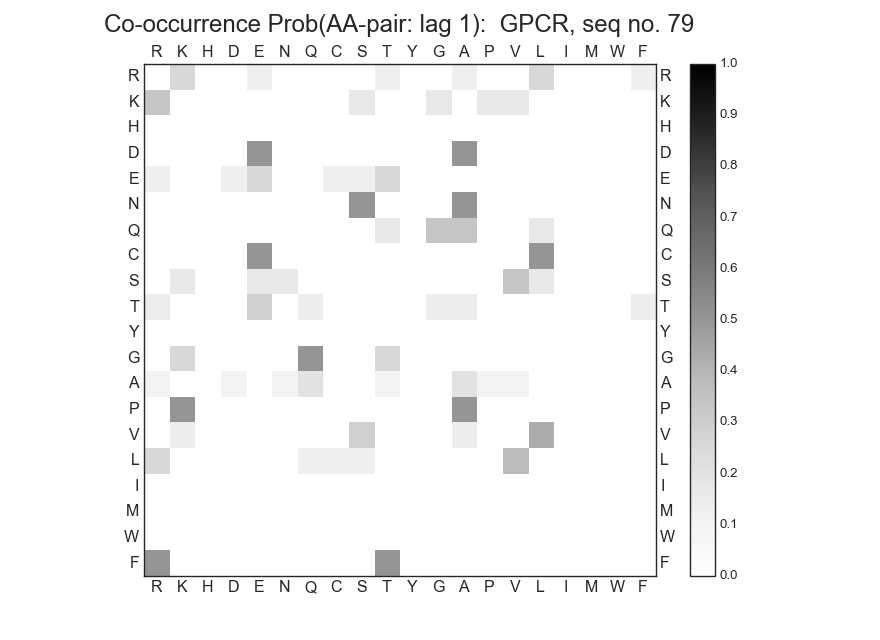 Co-occurrence Prob(AA-pair: lag 1):  GPCR, seq no. 79
R K H D E N Q C S T Y G A P V L I M W F
R R 1.0
K K 0.9
H H
D D 0.8
E E
N N 0.7
Q Q
C C 0.6
S S
T T 0.5
Y Y
G G 0.4
A A
P P 0.3
V V
L L 0.2
I I
M M 0.1
W W
F F 0.0
R K H D E N Q C S T Y G A P V L I M W F